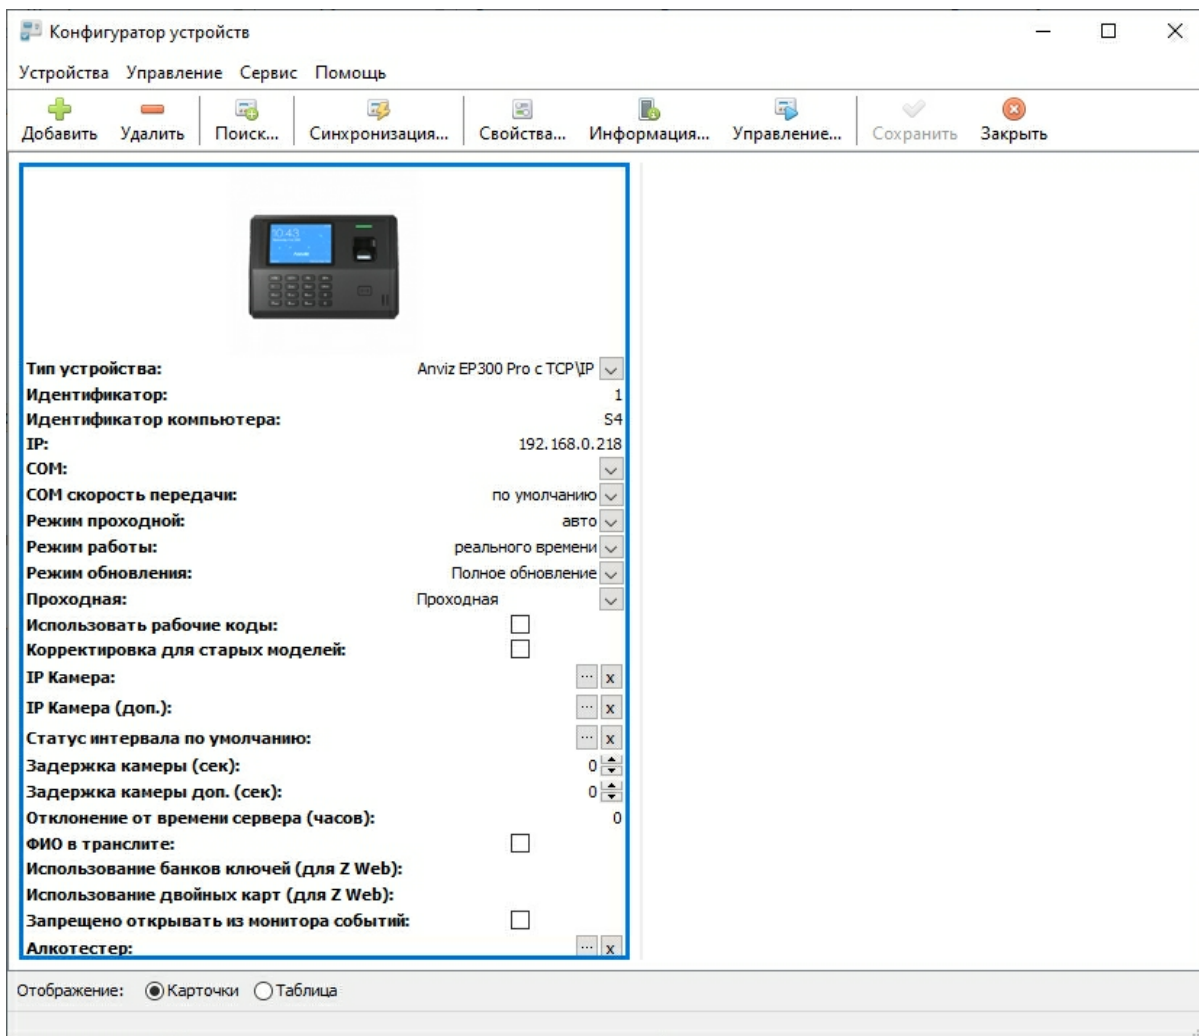 Конфигуратор устройств
Устройства Управление Сервис Помощь
Добавить Удалить Поиск... Синхронизация... Свойства... Информация... Управление... Сохранить Закрыть
10:43
Тип устройства: Anviz EP300 Pro с TCP\IP
Идентификатор: 1
Идентификатор компьютера: S4
IP: 192.168.0.218
COM:
COM скорость передачи: по умолчанию
Режим проходной: авто
Режим работы: реального времени
Режим обновления: Полное обновление
Проходная: Проходная
Использовать рабочие коды:
Корректировка для старых моделей:
IP Камера: ... x
IP Камера (доп.): ... x
Статус интервала по умолчанию: ... x
Задержка камеры (сек): 0
Задержка камеры доп. (сек): 0
Отклонение от времени сервера (часов): 0
ФИО в транслите:
Использование банков ключей (для Z Web):
Использование двойных карт (для Z Web):
Запрещено открывать из монитора событий:
Алкотестер: ... x
Отображение: Карточки Таблица